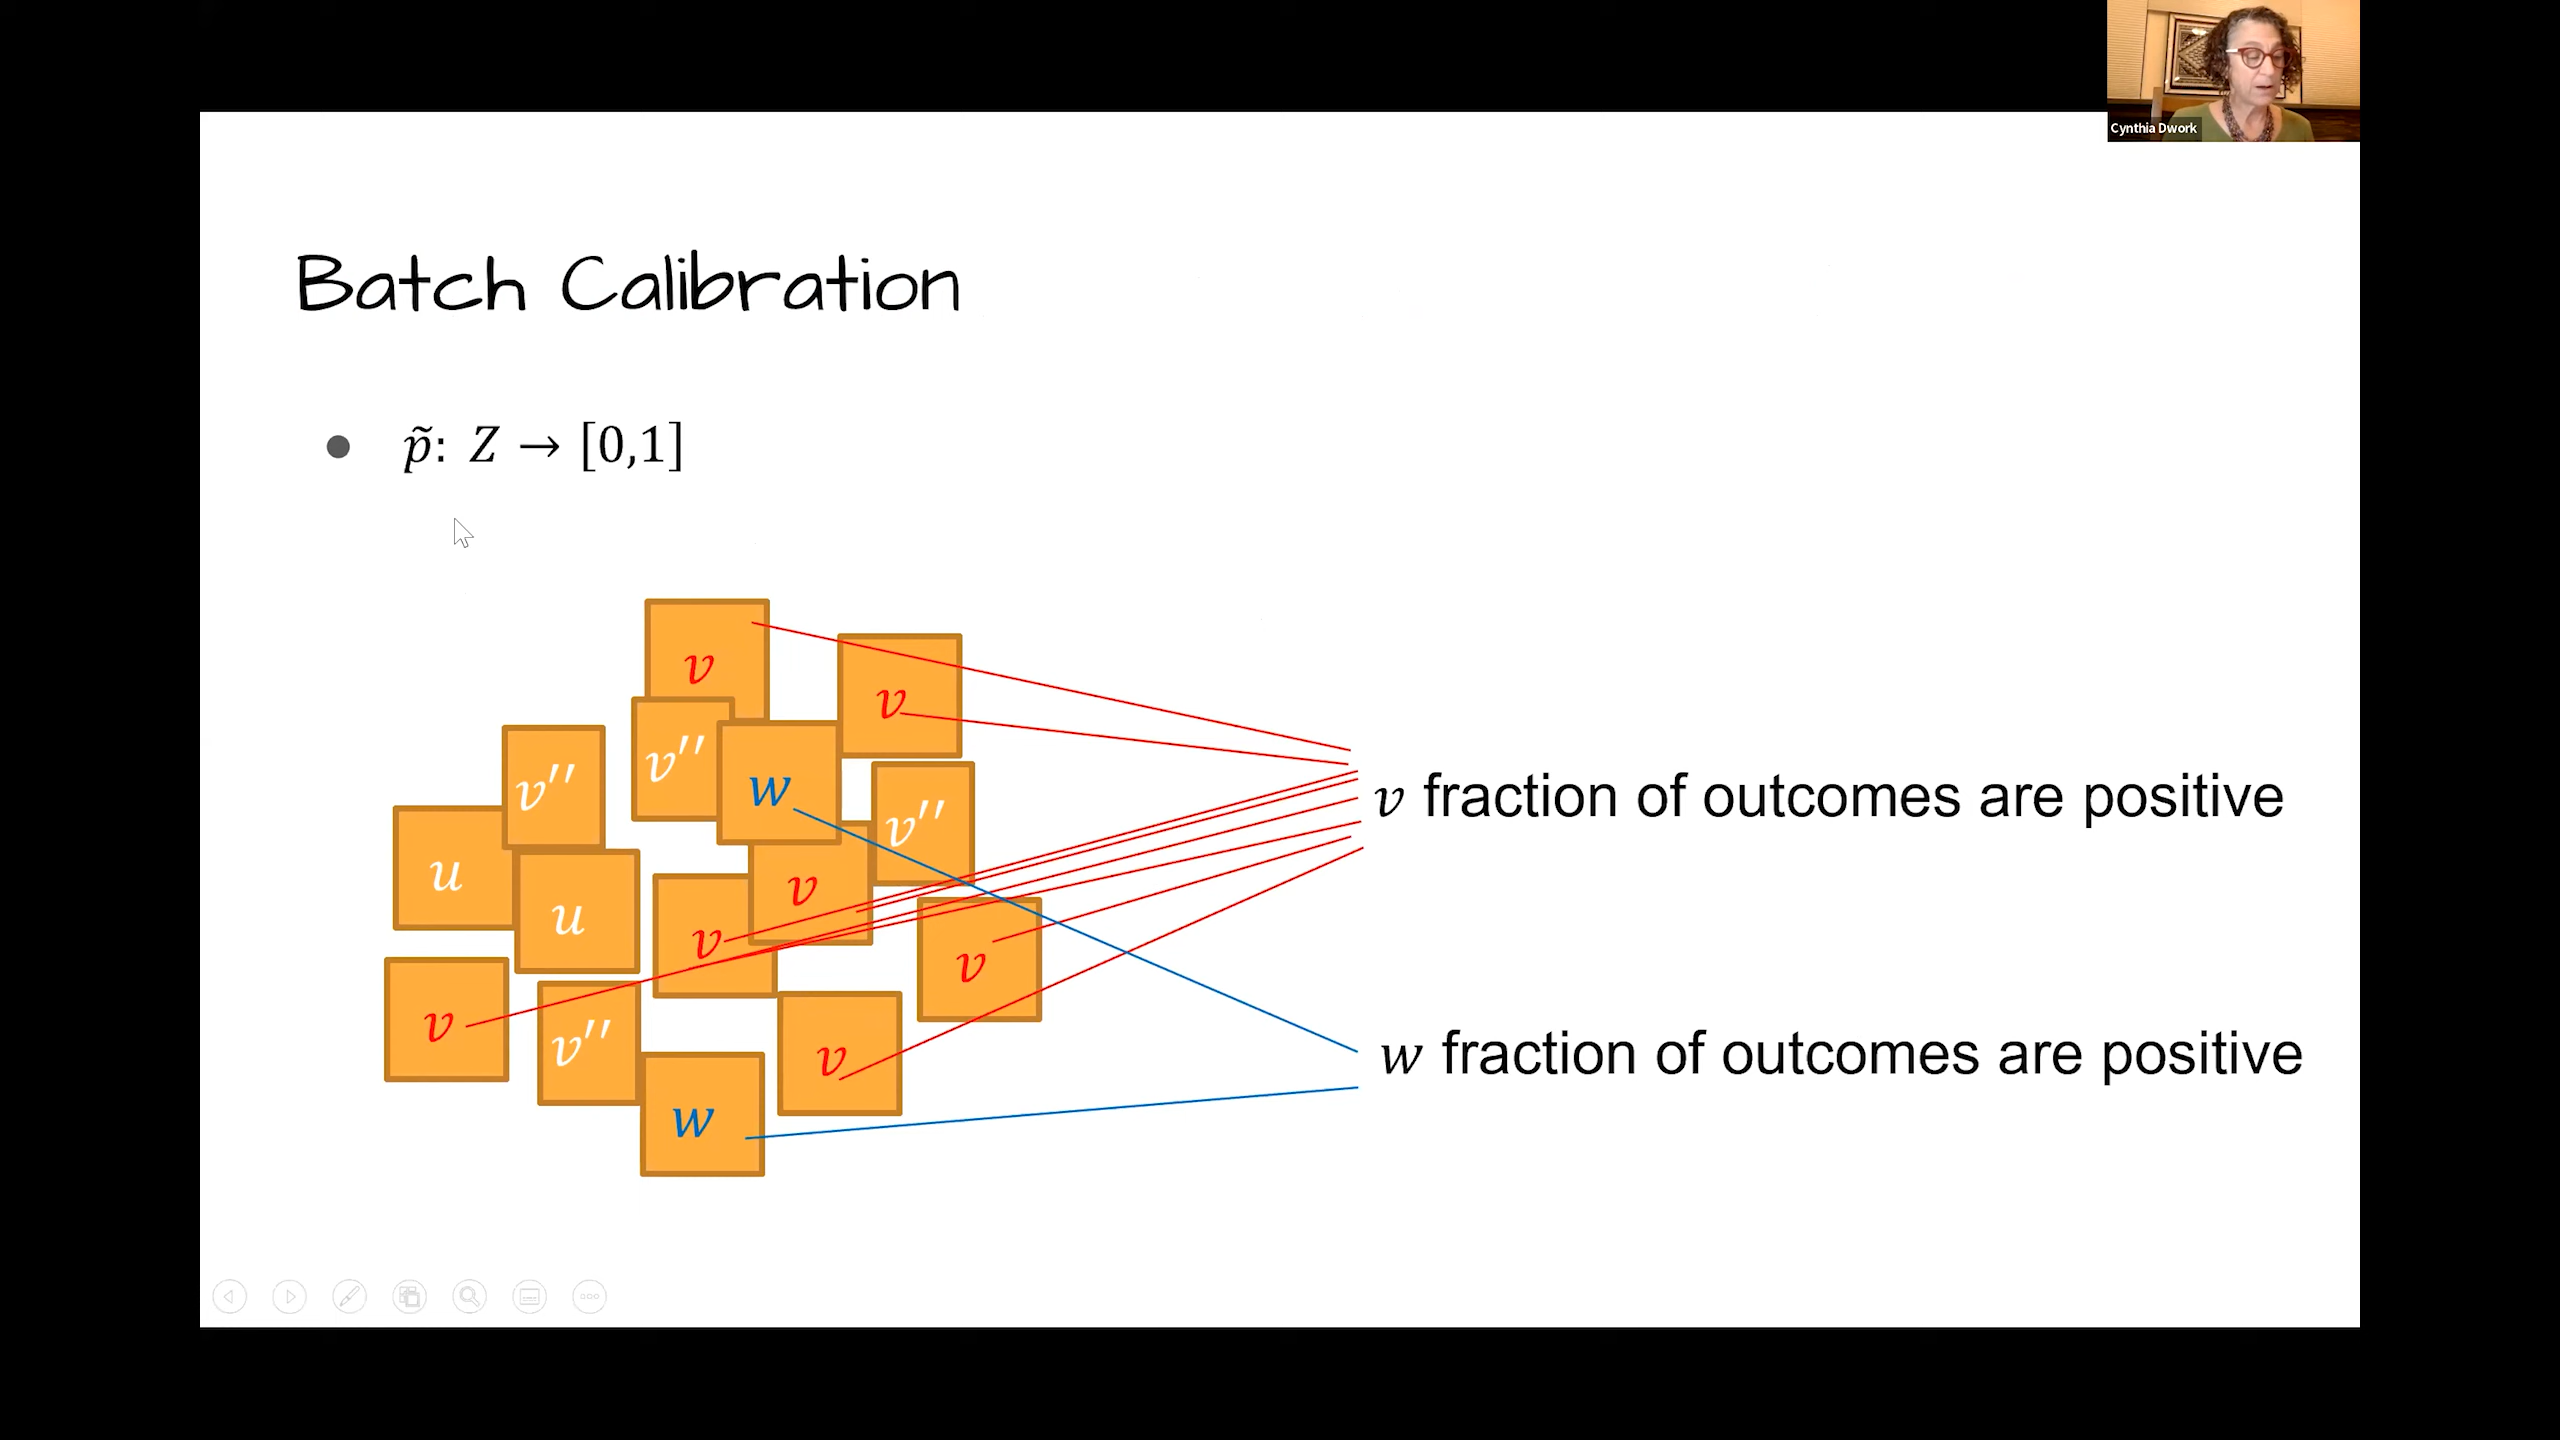 Cynthia Dwork
Batch Calibration
● p̃: Z → [0,1]
v
v
v′′
v′′
w
v fraction of outcomes are positive
v′′
u
v
u
v
v
v
v′′
v
w fraction of outcomes are positive
w